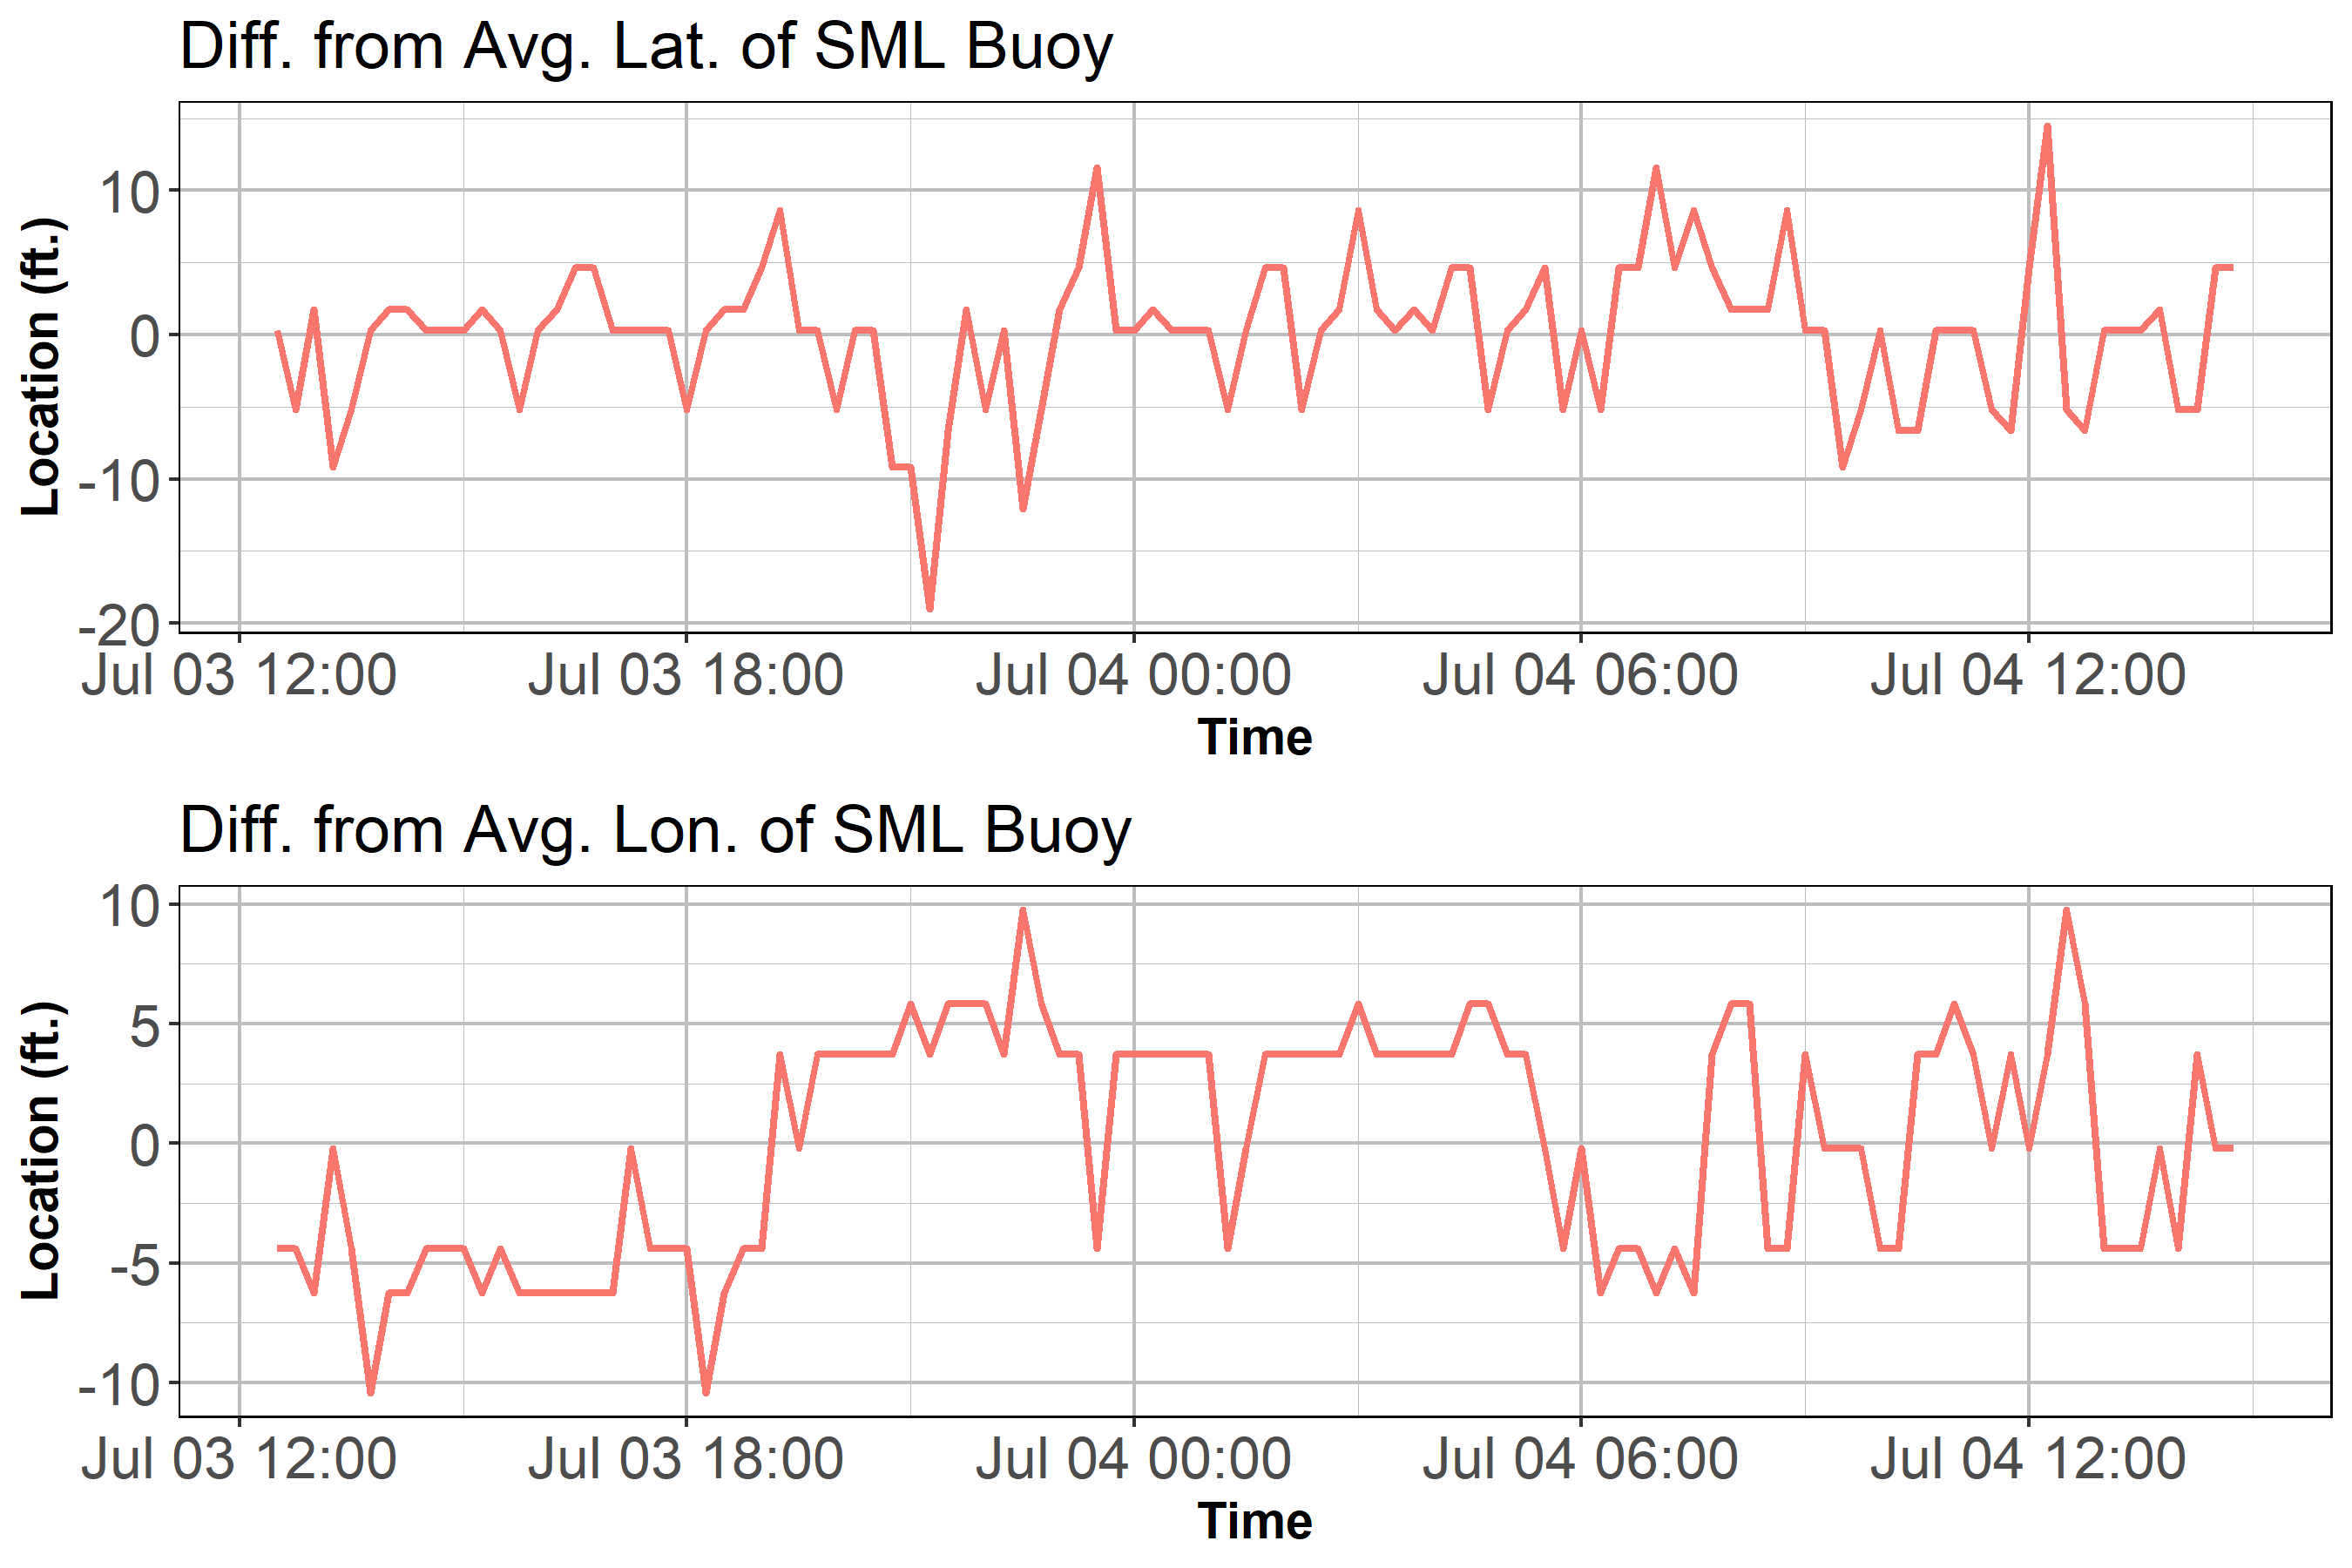 Diff. from Avg. Lat. of SML Buoy
Location (ft.)
10
0
-10
-20
Jul 03 12:00 Jul 03 18:00 Jul 04 00:00 Jul 04 06:00 Jul 04 12:00
Time
Diff. from Avg. Lon. of SML Buoy
Location (ft.)
10
5
0
-5
-10
Jul 03 12:00 Jul 03 18:00 Jul 04 00:00 Jul 04 06:00 Jul 04 12:00
Time